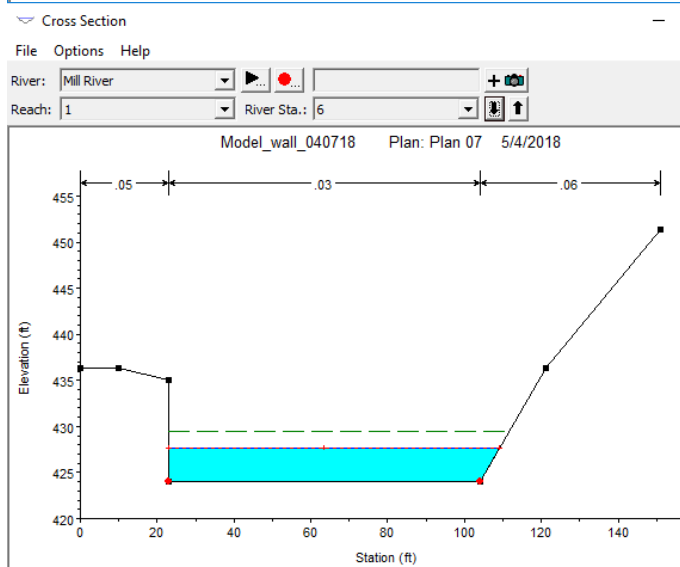 Cross Section
File Options Help
River: Mill River
Reach: 1 River Sta.: 6
Model_wall_040718 Plan: Plan 07 5/4/2018
.05 .03 .06
455
450
445
440
435
430
425
420
Elevation (ft)
0 20 40 60 80 100 120 140
Station (ft)